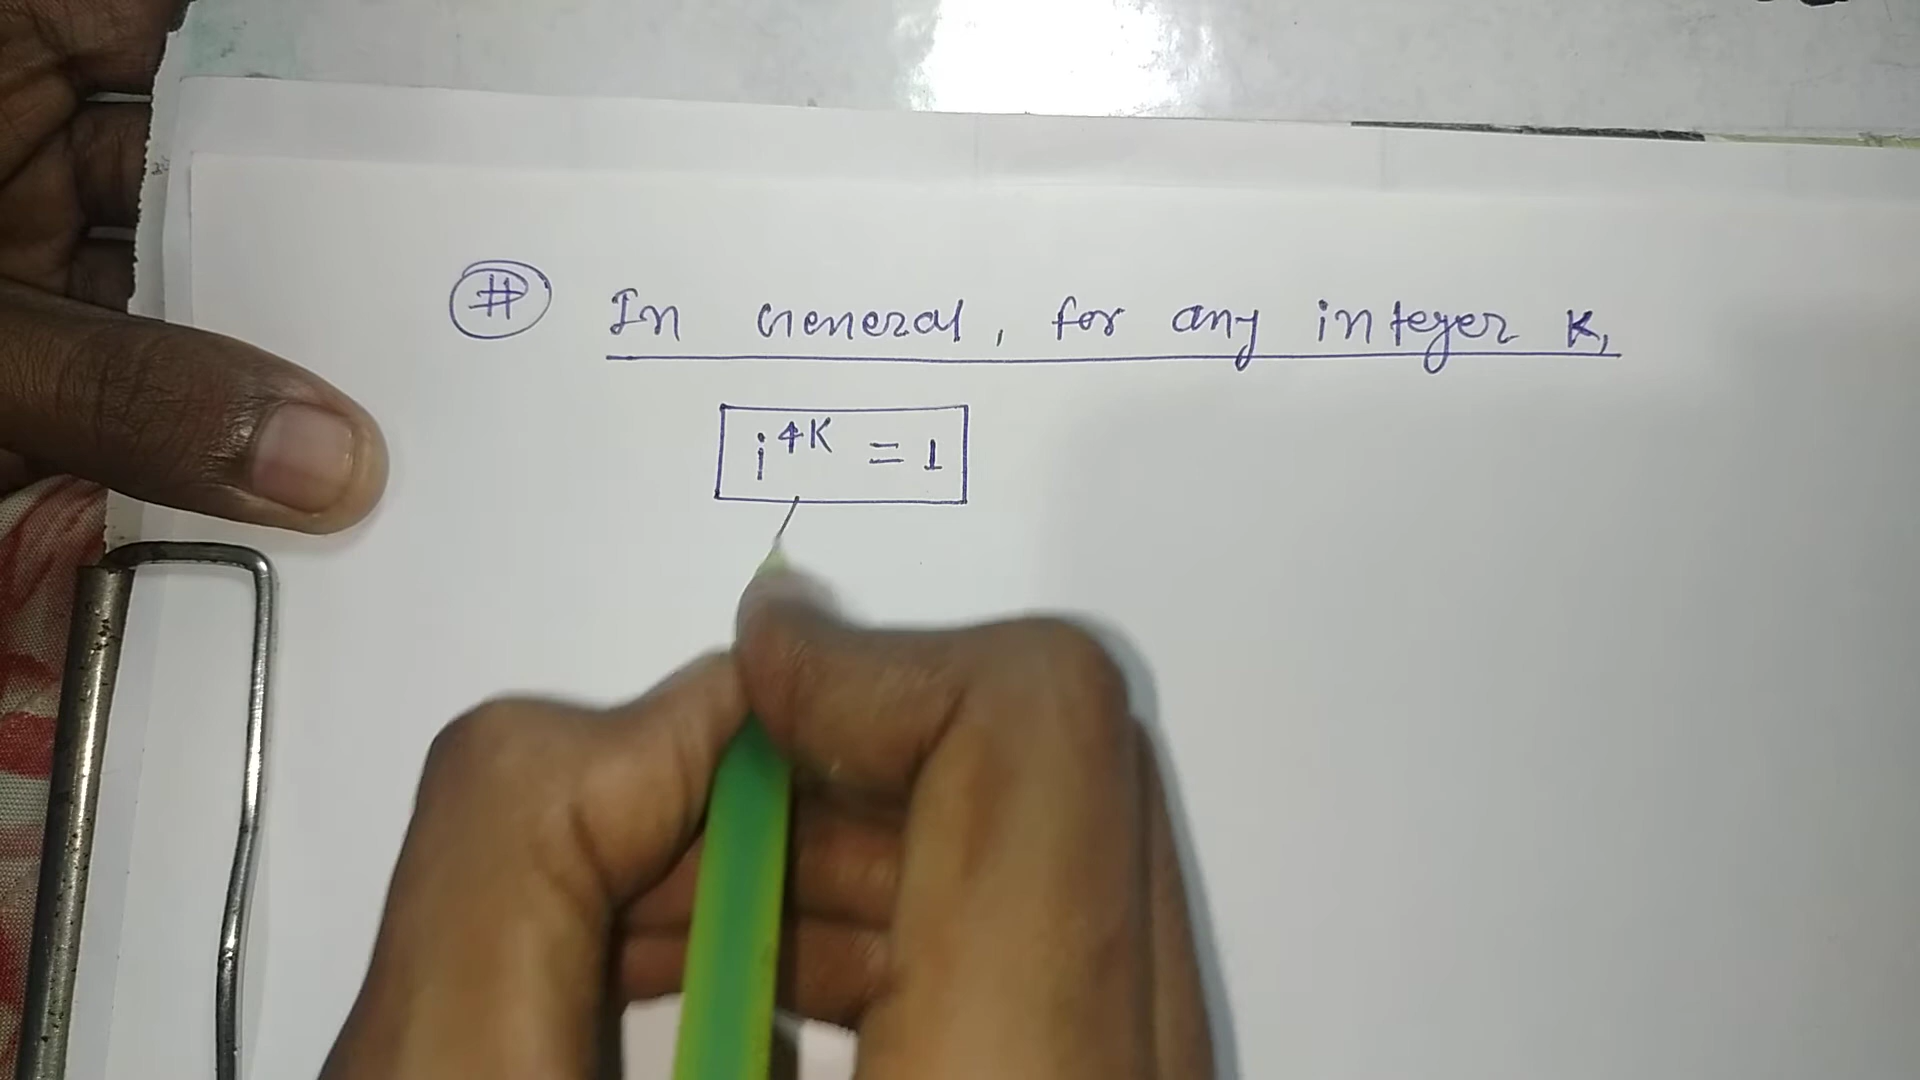 # In General, for any integer K,
i^4K = 1